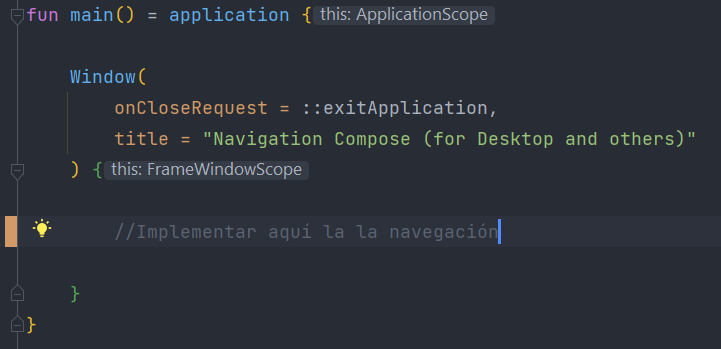 fun main() = application { this: ApplicationScope
Window(
onCloseRequest = ::exitApplication,
title = "Navigation Compose (for Desktop and others)"
) { this: FrameWindowScope
//Implementar aquí la la navegación
}
}